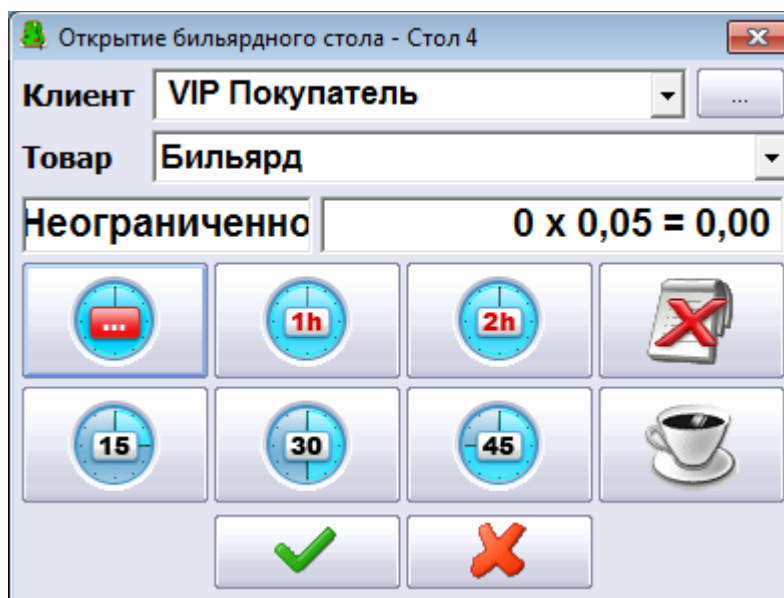 Открытие бильярдного стола - Стол 4
Клиент VIP Покупатель ...
Товар Бильярд
Неограниченно 0 x 0,05 = 0,00
... 1h 2h
15 30 45